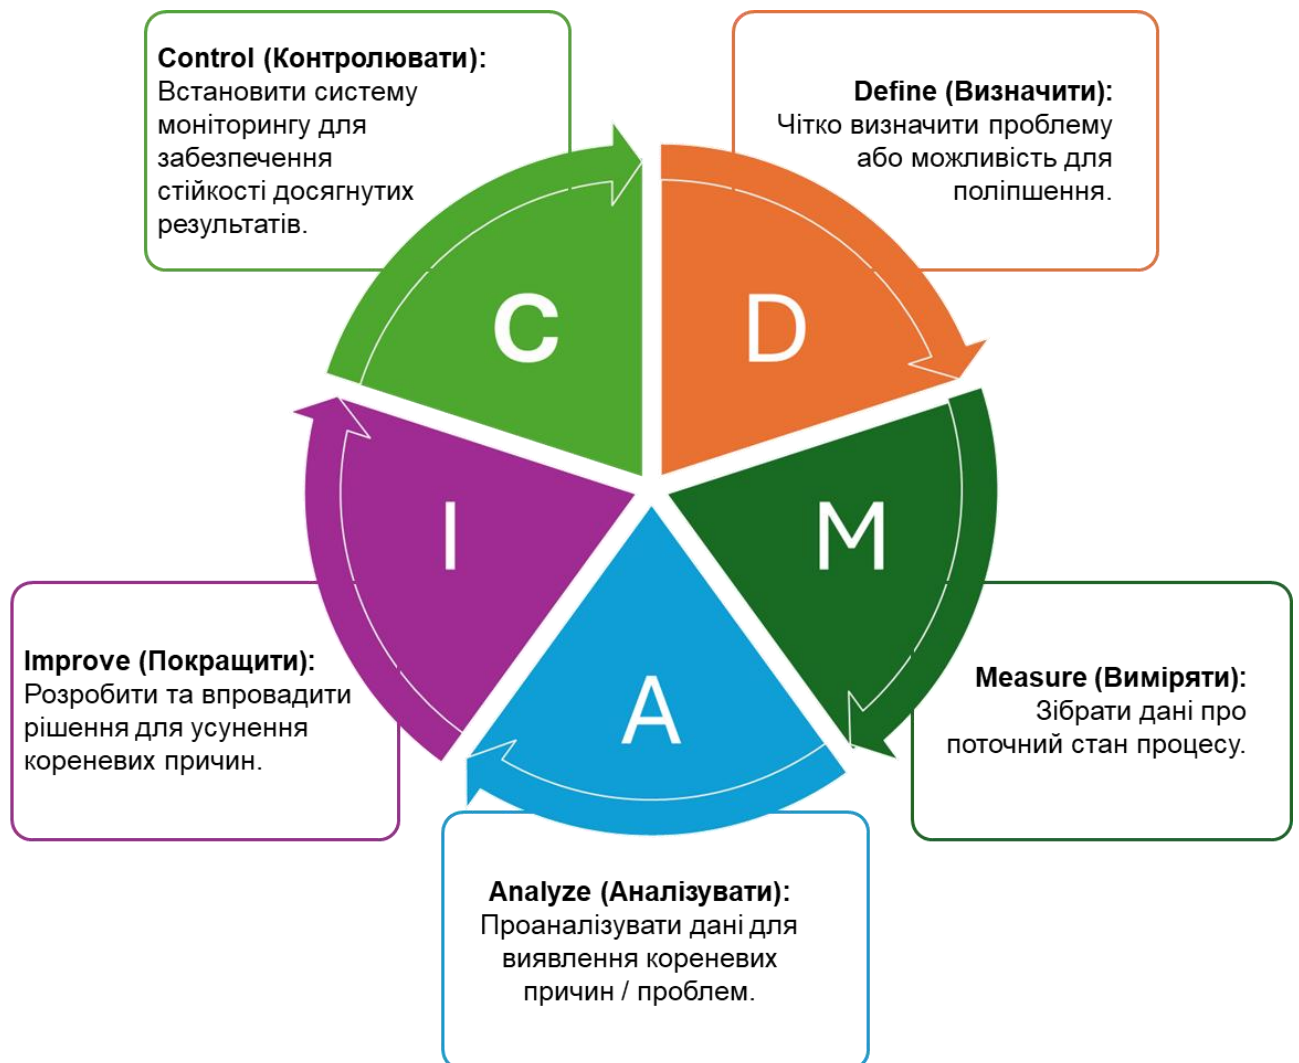 Control (Контролювати):
Встановити систему
моніторингу для
забезпечення
стійкості досягнутих
результатів.
Define (Визначити):
Чітко визначити проблему
або можливість для
поліпшення.
C
D
I
M
A
Improve (Покращити):
Розробити та впровадити
рішення для усунення
кореневих причин.
Measure (Виміряти):
Зібрати дані про
поточний стан процесу.
Analyze (Аналізувати):
Проаналізувати дані для
виявлення кореневих
причин / проблем.